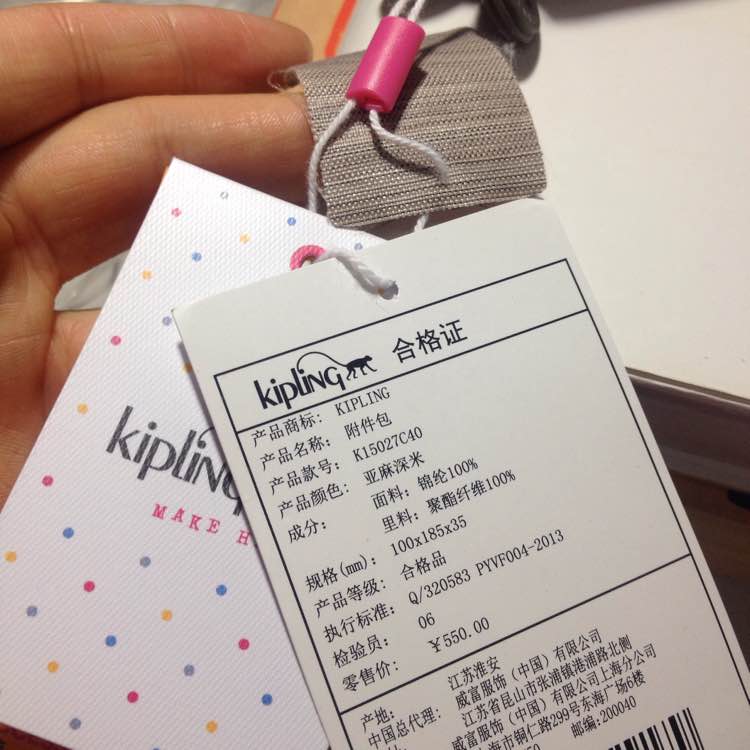 kipling
MAKE H
kipling 合格证
产品商标: KIPLING
产品名称: 附件包
产品款号: K15027C40
产品颜色: 亚麻深米
成分: 面料: 锦纶100%
里料: 聚酯纤维100%
规格(mm): 100x185x35
产品等级: 合格品
执行标准: Q/320583 PYVF004-2013
检验员: 06
零售价: ￥550.00
产地: 江苏淮安
中国总代理: 威富服饰（中国）有限公司
江苏省昆山市张浦镇港浦路北侧
威富服饰（中国）有限公司上海分公司
上海市铜仁路299号东海广场6楼
邮编:200040